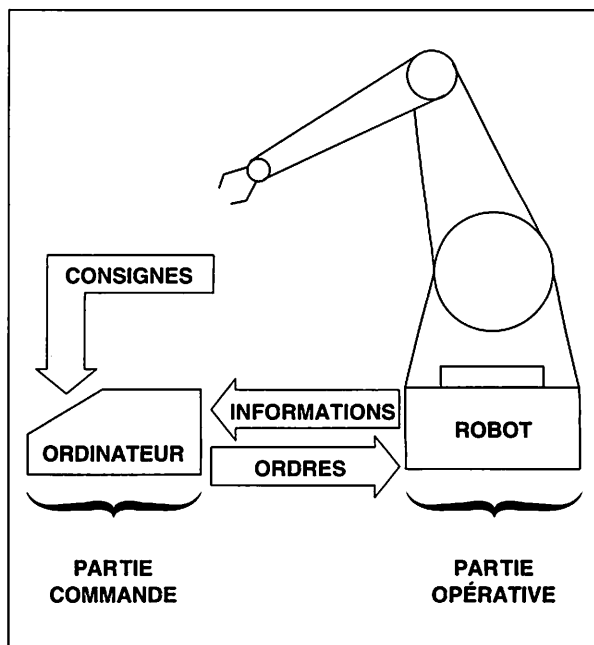 CONSIGNES
INFORMATIONS
ROBOT
ORDINATEUR
ORDRES
PARTIE
COMMANDE
PARTIE
OPÉRATIVE